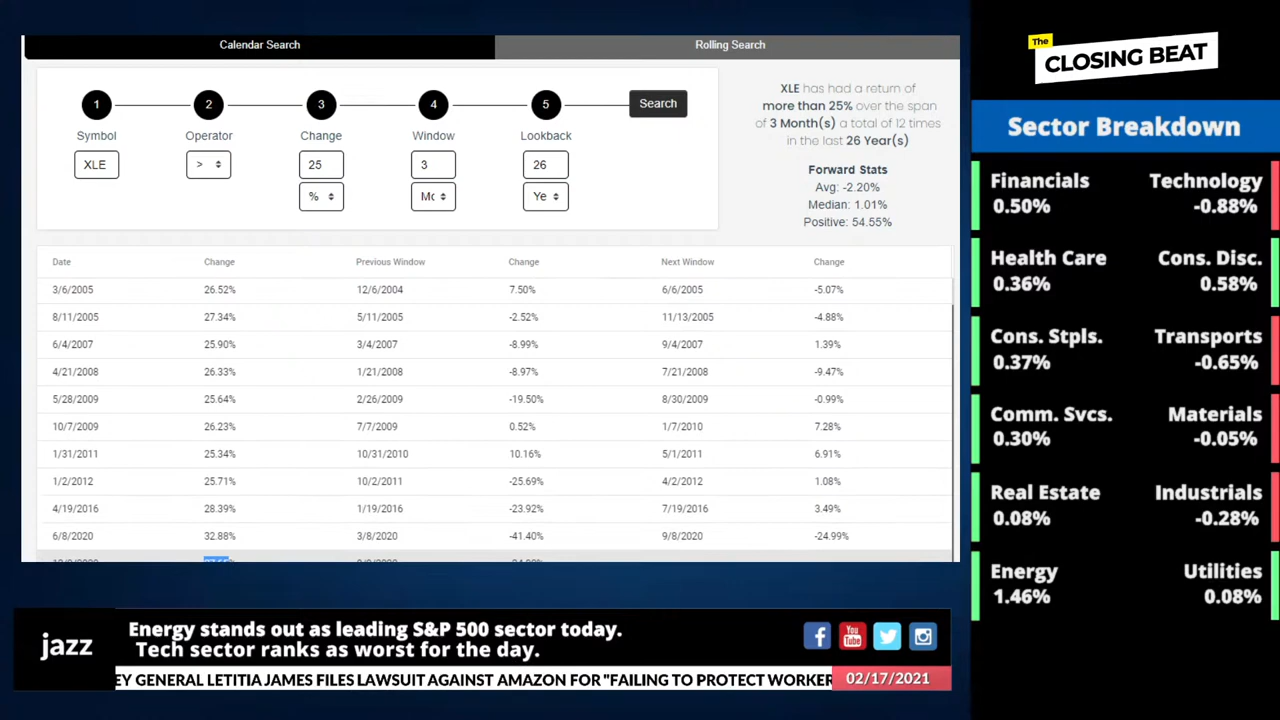 Calendar Search
Rolling Search
1 2 3 4 5 Search
Symbol Operator Change Window Lookback
XLE > 25 3 26
% Mc Ye
XLE has had a return of
more than 25% over the span
of 3 Month(s) a total of 12 times
in the last 26 Year(s)
Forward Stats
Avg: -2.20%
Median: 1.01%
Positive: 54.55%
Date Change Previous Window Change Next Window Change
3/6/2005 26.52% 12/6/2004 7.50% 6/6/2005 -5.07%
8/11/2005 27.34% 5/11/2005 -2.52% 11/13/2005 -4.88%
6/4/2007 25.90% 3/4/2007 -8.99% 9/4/2007 1.39%
4/21/2008 26.33% 1/21/2008 -8.97% 7/21/2008 -9.47%
5/28/2009 25.64% 2/26/2009 -19.50% 8/30/2009 -0.99%
10/7/2009 26.23% 7/7/2009 0.52% 1/7/2010 7.28%
1/31/2011 25.34% 10/31/2010 10.16% 5/1/2011 6.91%
1/2/2012 25.71% 10/2/2011 -25.69% 4/2/2012 1.08%
4/19/2016 28.39% 1/19/2016 -23.92% 7/19/2016 3.49%
6/8/2020 32.88% 3/8/2020 -41.40% 9/8/2020 -24.99%
The
CLOSING BEAT
Sector Breakdown
Financials Technology
0.50% -0.88%
Health Care Cons. Disc.
0.36% 0.58%
Cons. Stpls. Transports
0.37% -0.65%
Comm. Svcs. Materials
0.30% -0.05%
Real Estate Industrials
0.08% -0.28%
Energy Utilities
1.46% 0.08%
jazz
Energy stands out as leading S&P 500 sector today.
Tech sector ranks as worst for the day.
You Tube
EY GENERAL LETITIA JAMES FILES LAWSUIT AGAINST AMAZON FOR "FAILING TO PROTECT WORKER
02/17/2021